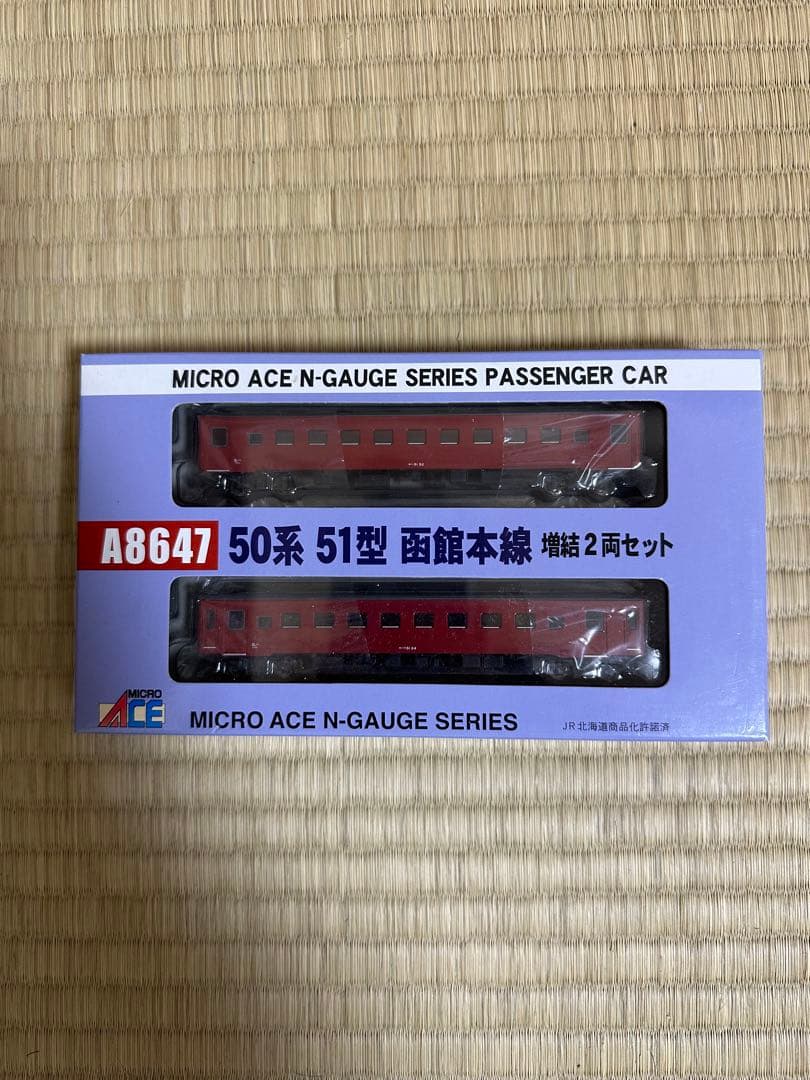 MICRO ACE N-GAUGE SERIES PASSENGER CAR
A8647 50系 51型 函館本線 増結2両セット
MICRO ACE
MICRO ACE N-GAUGE SERIES
JR北海道商品化許諾済